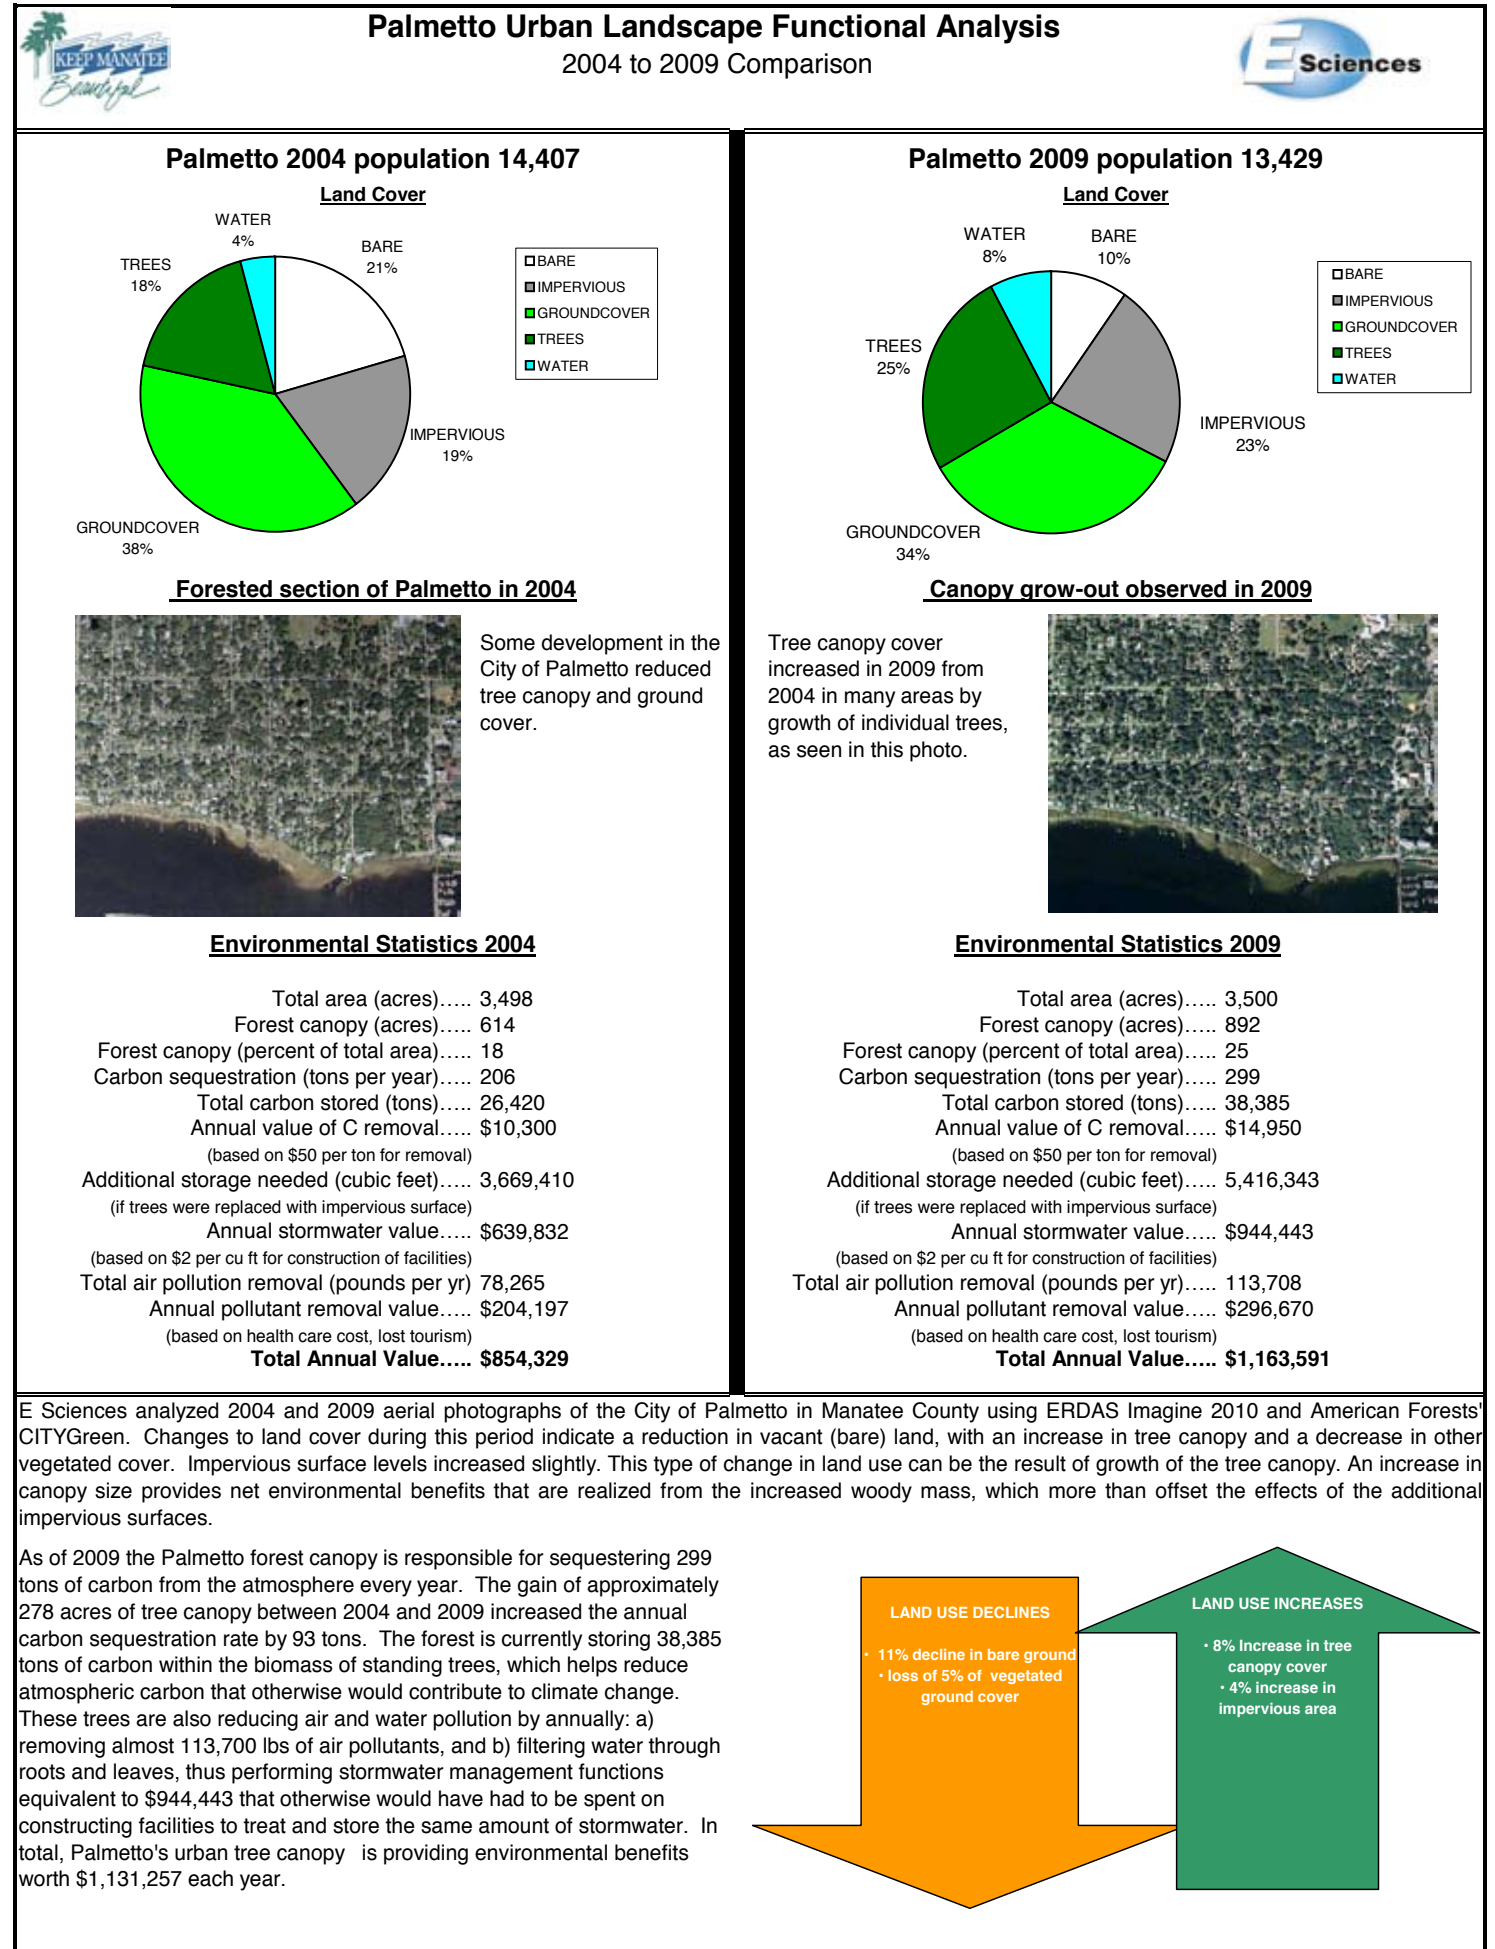 KEEP MANATEE
Beautiful
Palmetto Urban Landscape Functional Analysis
2004 to 2009 Comparison
E Sciences
Palmetto 2004 population 14,407
Land Cover
WATER
4%
BARE
21%
TREES
18%
IMPERVIOUS
19%
GROUNDCOVER
38%
BARE
IMPERVIOUS
GROUNDCOVER
TREES
WATER
Forested section of Palmetto in 2004
Some development in the
City of Palmetto reduced
tree canopy and ground
cover.
Environmental Statistics 2004
Total area (acres)….. 3,498
Forest canopy (acres)….. 614
Forest canopy (percent of total area)….. 18
Carbon sequestration (tons per year)….. 206
Total carbon stored (tons)….. 26,420
Annual value of C removal….. $10,300
(based on $50 per ton for removal)
Additional storage needed (cubic feet)….. 3,669,410
(if trees were replaced with impervious surface)
Annual stormwater value….. $639,832
(based on $2 per cu ft for construction of facilities)
Total air pollution removal (pounds per yr) 78,265
Annual pollutant removal value….. $204,197
(based on health care cost, lost tourism)
Total Annual Value….. $854,329
Palmetto 2009 population 13,429
Land Cover
WATER
8%
BARE
10%
TREES
25%
IMPERVIOUS
23%
GROUNDCOVER
34%
BARE
IMPERVIOUS
GROUNDCOVER
TREES
WATER
Canopy grow-out observed in 2009
Tree canopy cover
increased in 2009 from
2004 in many areas by
growth of individual trees,
as seen in this photo.
Environmental Statistics 2009
Total area (acres)….. 3,500
Forest canopy (acres)….. 892
Forest canopy (percent of total area)….. 25
Carbon sequestration (tons per year)….. 299
Total carbon stored (tons)….. 38,385
Annual value of C removal….. $14,950
(based on $50 per ton for removal)
Additional storage needed (cubic feet)….. 5,416,343
(if trees were replaced with impervious surface)
Annual stormwater value….. $944,443
(based on $2 per cu ft for construction of facilities)
Total air pollution removal (pounds per yr)….. 113,708
Annual pollutant removal value….. $296,670
(based on health care cost, lost tourism)
Total Annual Value….. $1,163,591
E Sciences analyzed 2004 and 2009 aerial photographs of the City of Palmetto in Manatee County using ERDAS Imagine 2010 and American Forests'
CITYGreen. Changes to land cover during this period indicate a reduction in vacant (bare) land, with an increase in tree canopy and a decrease in other
vegetated cover. Impervious surface levels increased slightly. This type of change in land use can be the result of growth of the tree canopy. An increase in
canopy size provides net environmental benefits that are realized from the increased woody mass, which more than offset the effects of the additional
impervious surfaces.
As of 2009 the Palmetto forest canopy is responsible for sequestering 299
tons of carbon from the atmosphere every year. The gain of approximately
278 acres of tree canopy between 2004 and 2009 increased the annual
carbon sequestration rate by 93 tons. The forest is currently storing 38,385
tons of carbon within the biomass of standing trees, which helps reduce
atmospheric carbon that otherwise would contribute to climate change.
These trees are also reducing air and water pollution by annually: a)
removing almost 113,700 lbs of air pollutants, and b) filtering water through
roots and leaves, thus performing stormwater management functions
equivalent to $944,443 that otherwise would have had to be spent on
constructing facilities to treat and store the same amount of stormwater. In
total, Palmetto's urban tree canopy is providing environmental benefits
worth $1,131,257 each year.
LAND USE DECLINES
• 11% decline in bare ground
• loss of 5% of vegetated
ground cover
LAND USE INCREASES
• 8% Increase in tree
canopy cover
• 4% increase in
impervious area